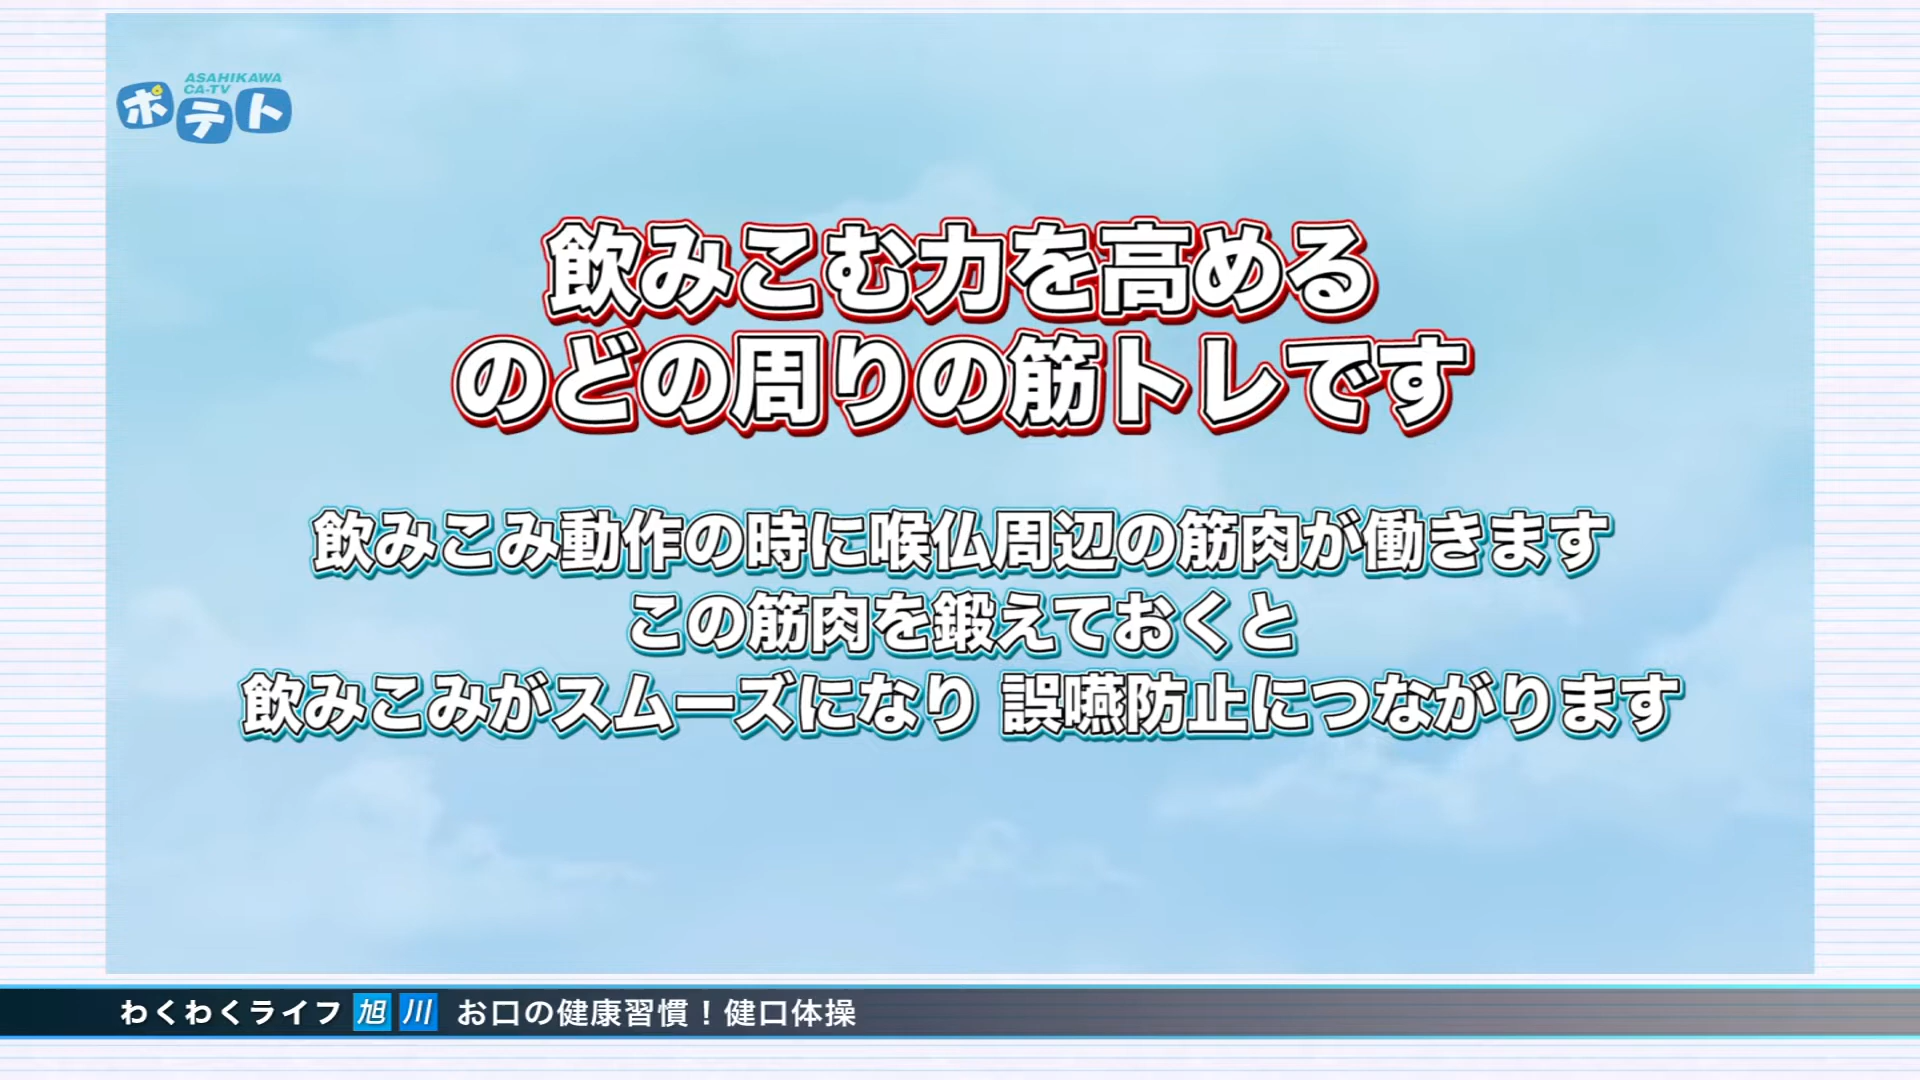 ASAHIKAWA
CA-TV
ポテト
飲みこむ力を高める
のどの周りの筋トレです
飲みこみ動作の時に喉仏周辺の筋肉が働きます
この筋肉を鍛えておくと
飲みこみがスムーズになり 誤嚥防止につながります
わくわくライフ 旭川 お口の健康習慣！健口体操